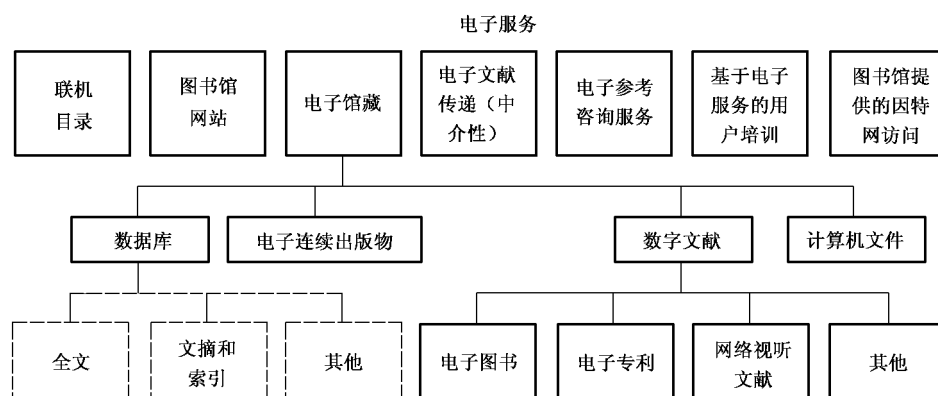 电子服务
联机
目录
图书馆
网站
电子馆藏
电子文献
传递（中
介性）
电子参考
咨询服务
基于电子
服务的用
户培训
图书馆提
供的因特
网访问
数据库
电子连续出版物
数字文献
计算机文件
全文
文摘和
索引
其他
电子图书
电子专利
网络视听
文献
其他